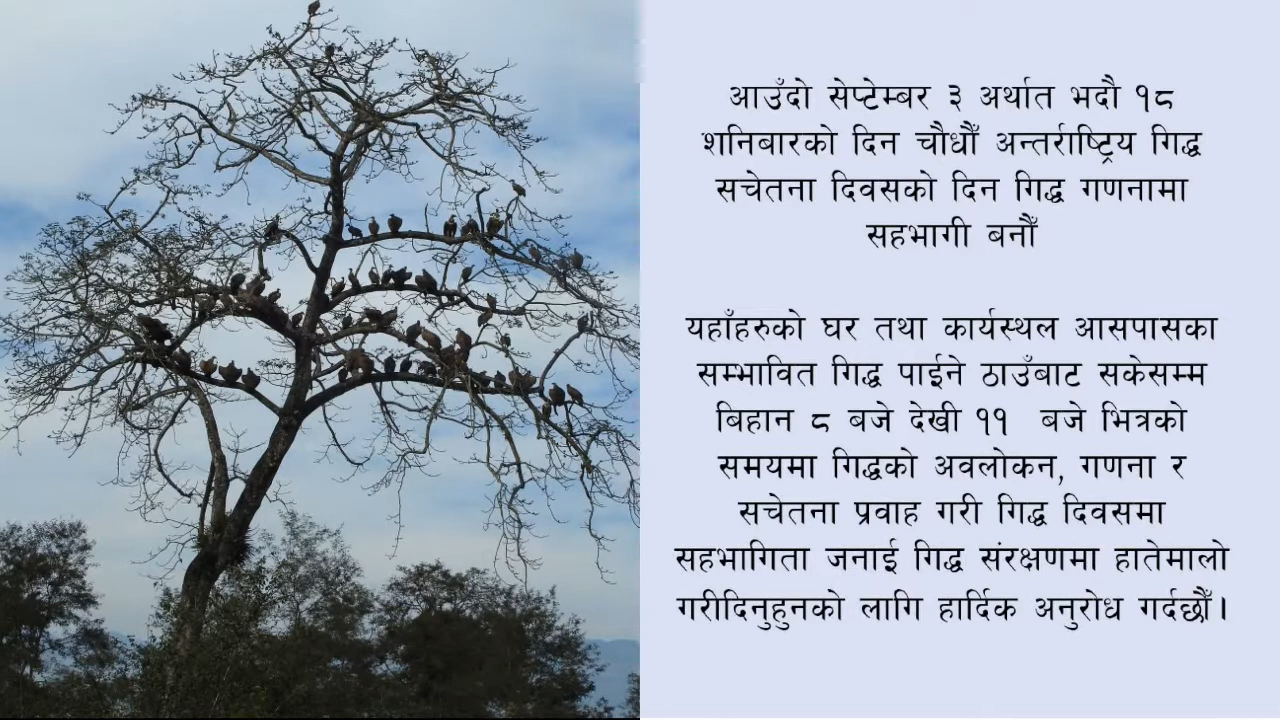 आउँदो सेप्टेम्बर ३ अर्थात भदौ १८
शनिबारको दिन चौधौँ अन्तर्राष्ट्रिय गिद्ध
सचेतना दिवसको दिन गिद्ध गणनामा
सहभागी बनौँ
यहाँहरुको घर तथा कार्यस्थल आसपासका
सम्भावित गिद्ध पाईने ठाउँबाट सकेसम्म
बिहान ८ बजे देखी ११ बजे भित्रको
समयमा गिद्धको अवलोकन, गणना र
सचेतना प्रवाह गरी गिद्ध दिवसमा
सहभागिता जनाई गिद्ध संरक्षणमा हातेमालो
गरीदिनुहुनको लागि हार्दिक अनुरोध गर्दछौँ।